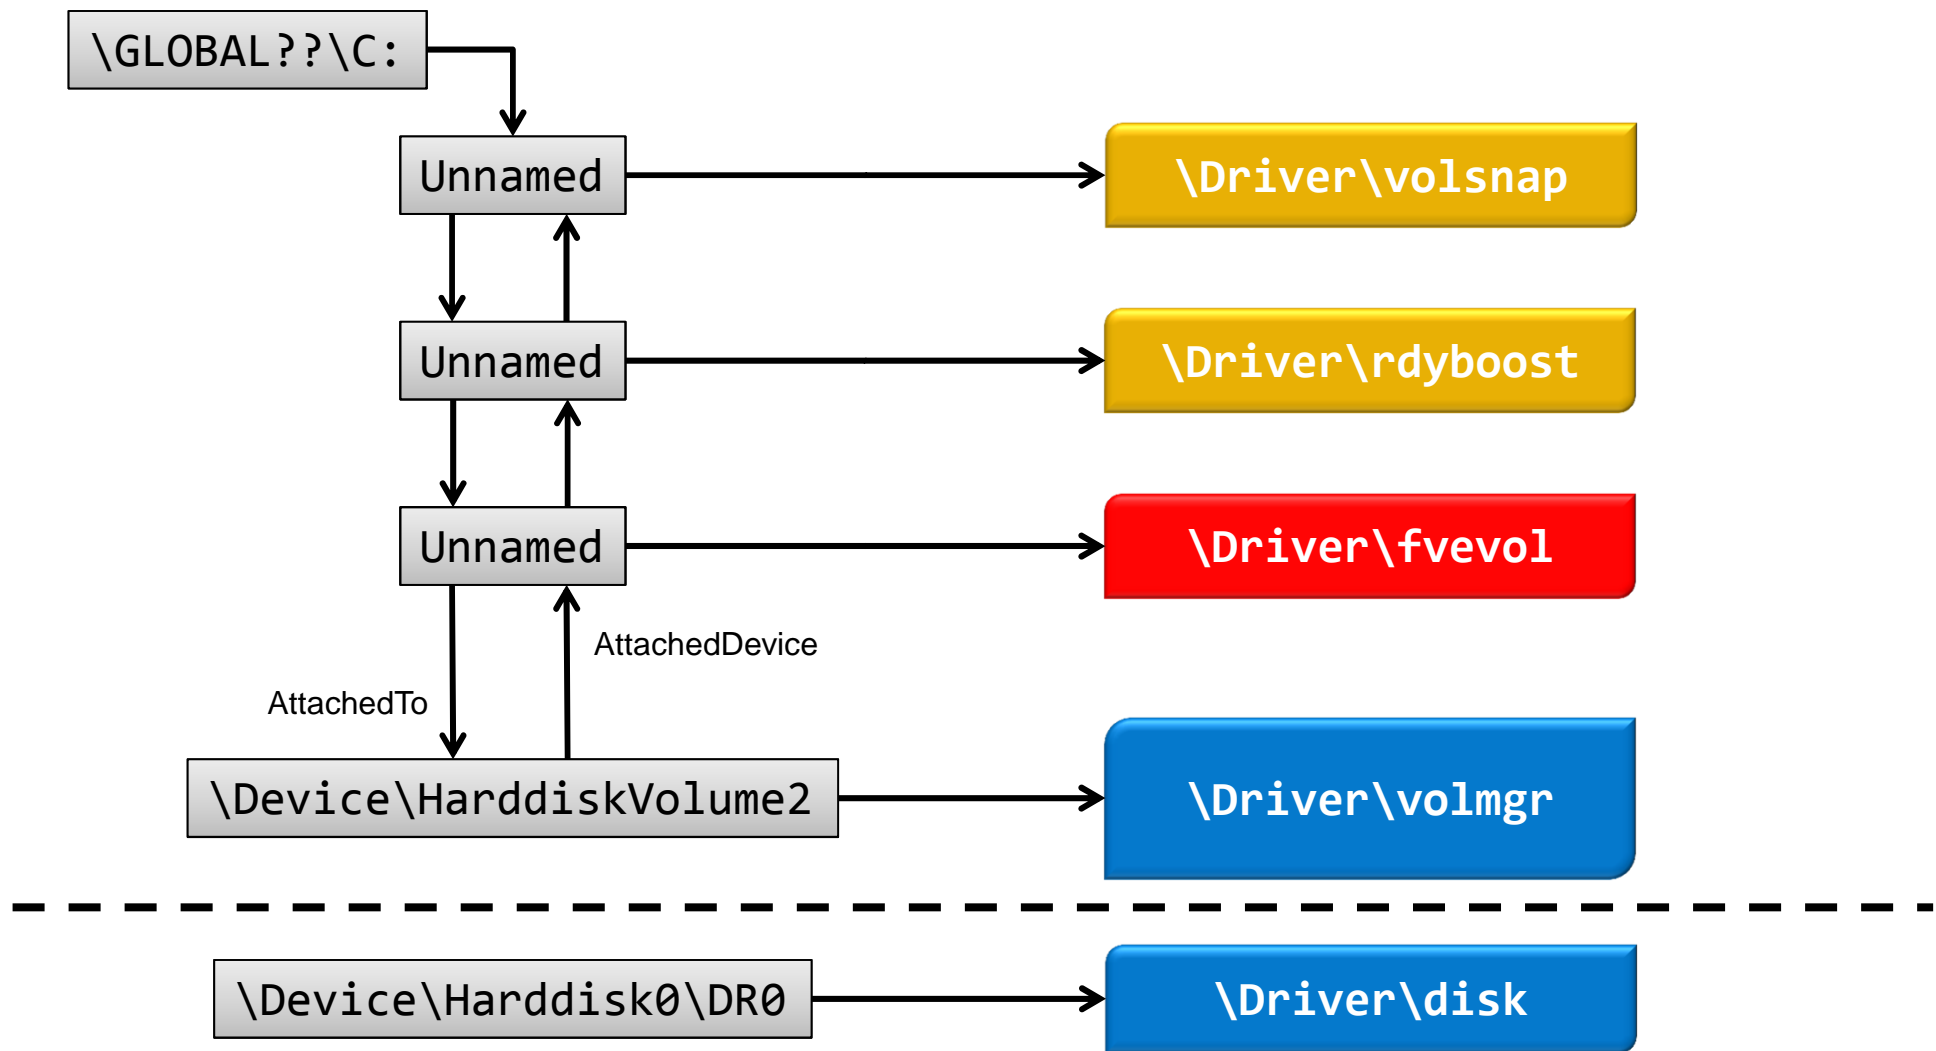 \GLOBAL??\C:
Unnamed
\Driver\volsnap
Unnamed
\Driver\rdyboost
Unnamed
\Driver\fvevol
AttachedDevice
AttachedTo
\Device\HarddiskVolume2
\Driver\volmgr
\Device\Harddisk0\DR0
\Driver\disk